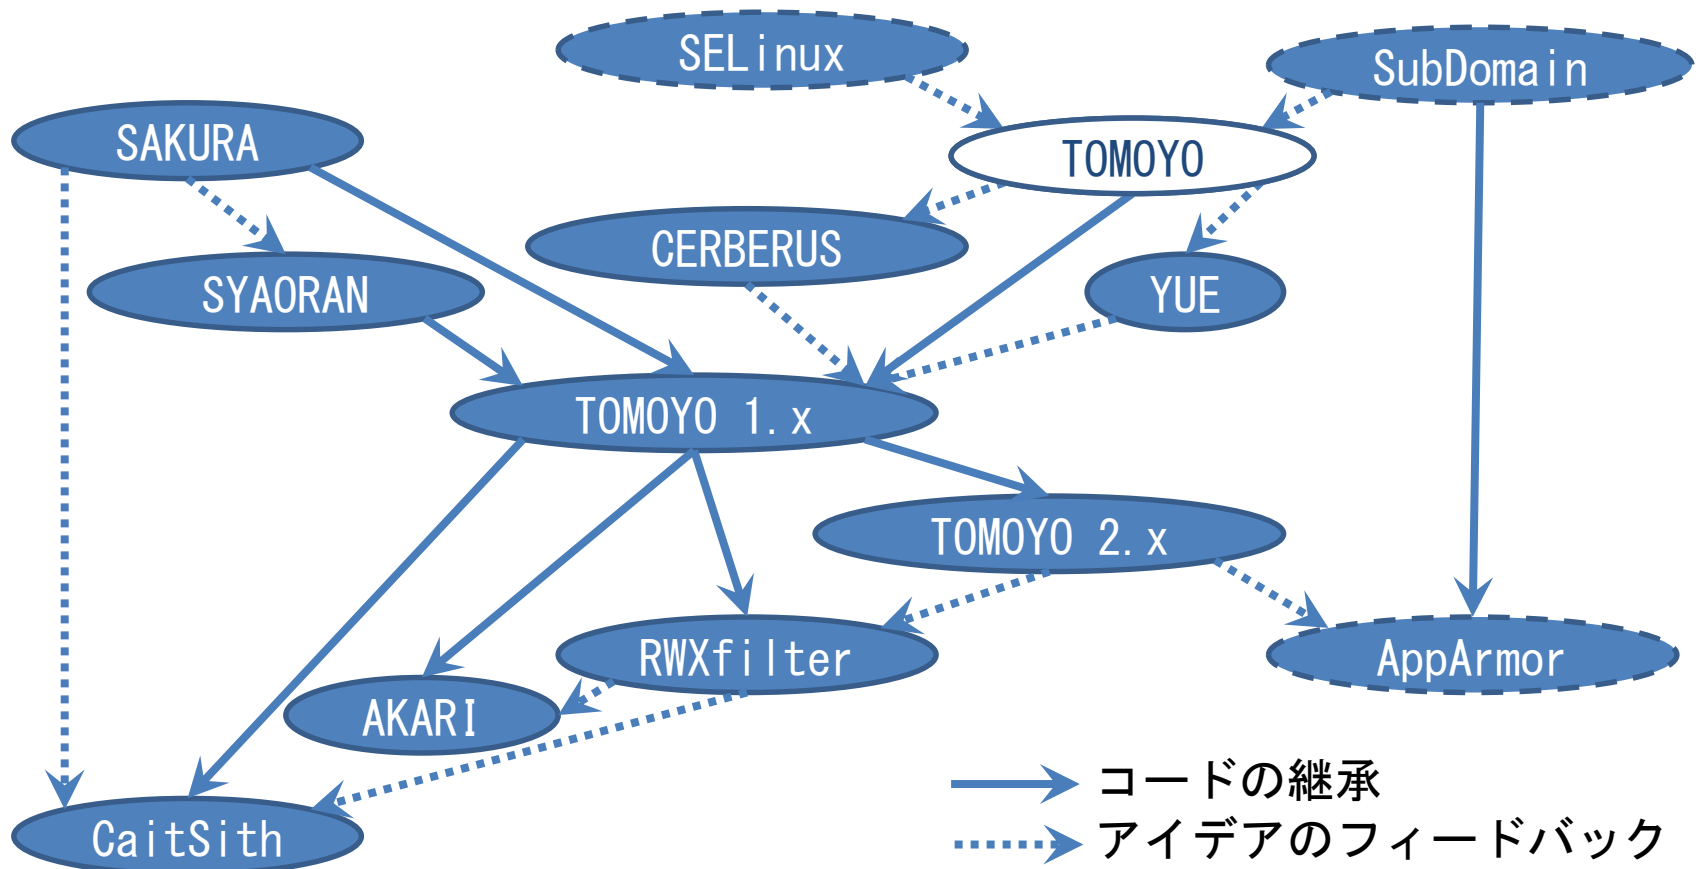 SELinux
SubDomain
SAKURA
TOMOYO
CERBERUS
SYAORAN
YUE
TOMOYO 1.x
TOMOYO 2.x
RWXfilter
AppArmor
AKARI
コードの継承
CaitSith
アイデアのフィードバック